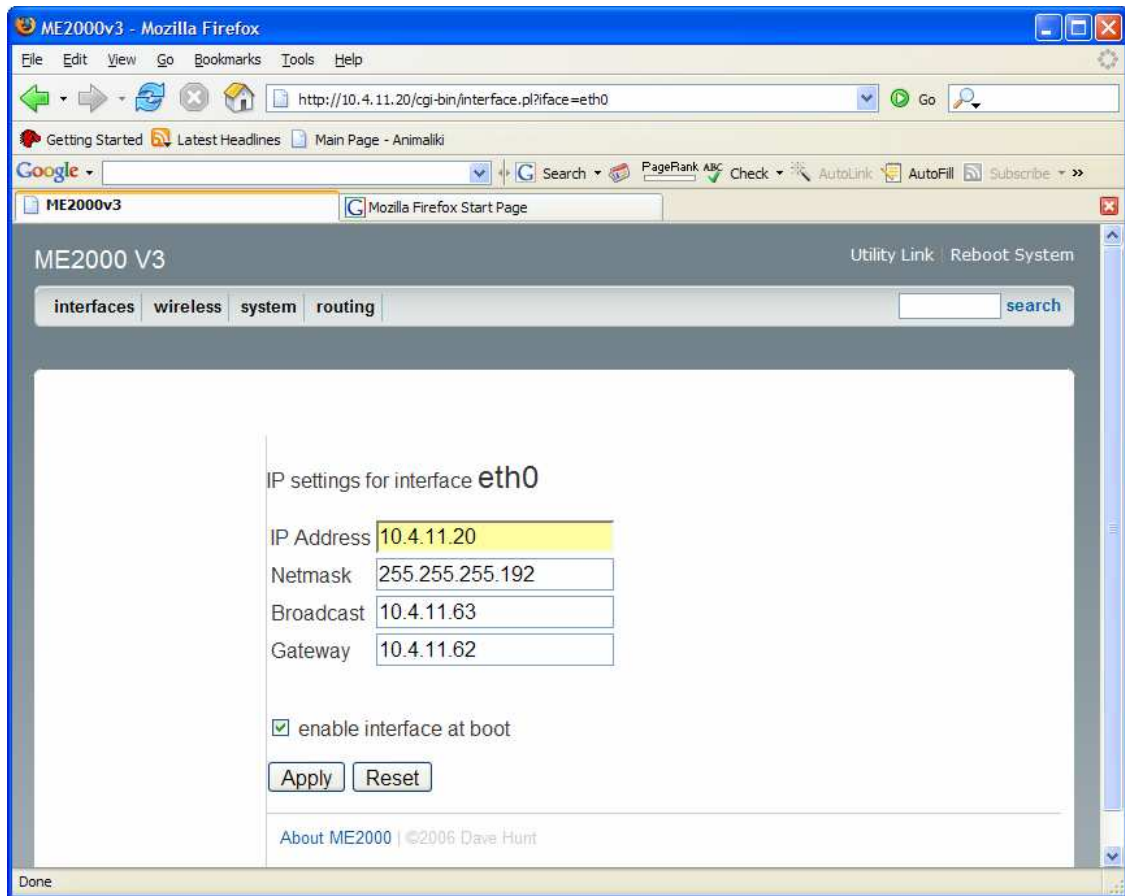 ME2000v3 - Mozilla Firefox
File Edit View Go Bookmarks Tools Help
http://10.4.11.20/cgi-bin/interface.pl?iface=eth0 Go
Getting Started Latest Headlines Main Page - Animaliki
Google Search PageRank ABC Check AutoLink AutoFill Subscribe
ME2000v3 G Mozilla Firefox Start Page
ME2000 V3 Utility Link | Reboot System
interfaces wireless system routing search
IP settings for interface eth0
IP Address 10.4.11.20
Netmask 255.255.255.192
Broadcast 10.4.11.63
Gateway 10.4.11.62
enable interface at boot
Apply Reset
About ME2000 | ©2006 Dave Hunt
Done